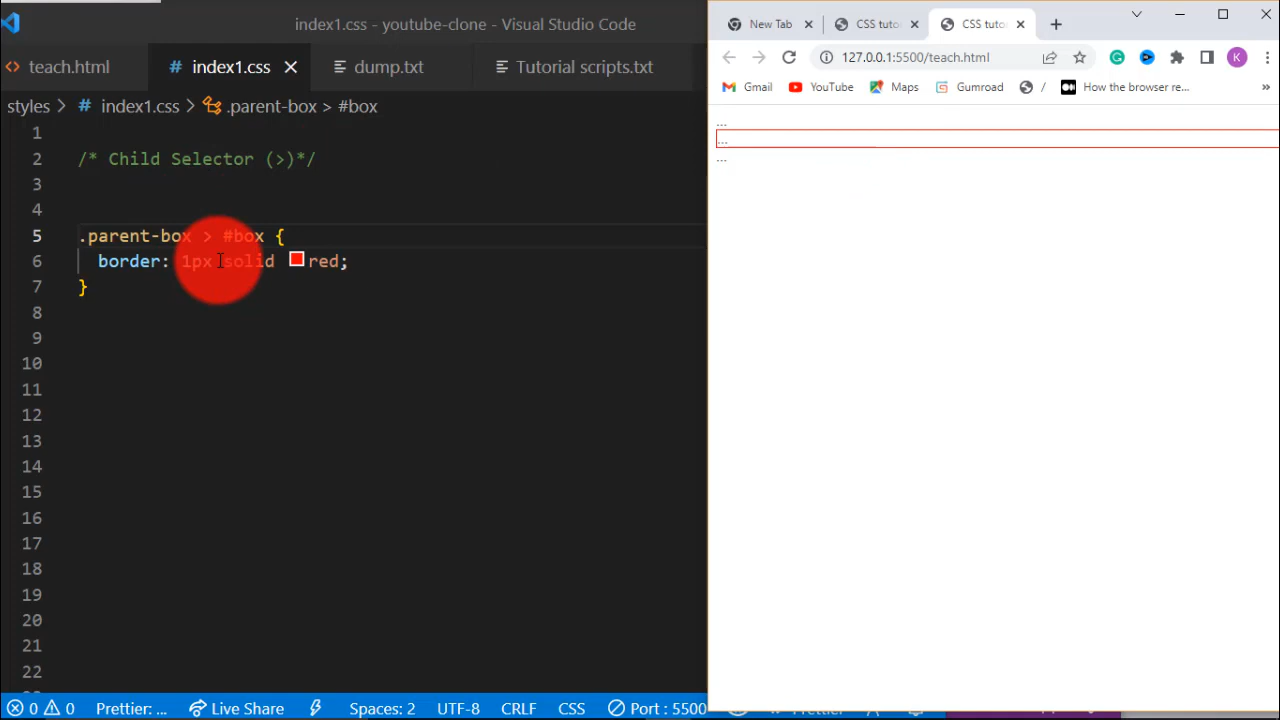 index1.css - youtube-clone - Visual Studio Code
teach.html
index1.css
dump.txt
Tutorial scripts.txt
styles > index1.css > .parent-box > #box
1
2 /* Child Selector (>)*/
3
4
5 .parent-box > #box {
6 border: 1px solid red;
7 }
8
9
10
11
12
13
14
15
16
17
18
19
20
21
22
0 0 Prettier: ... Live Share Spaces: 2 UTF-8 CRLF CSS Port : 5500
New Tab
CSS tuto
CSS tuto
127.0.0.1:5500/teach.html
K
Gmail YouTube Maps Gumroad / How the browser re... »
...
...
...